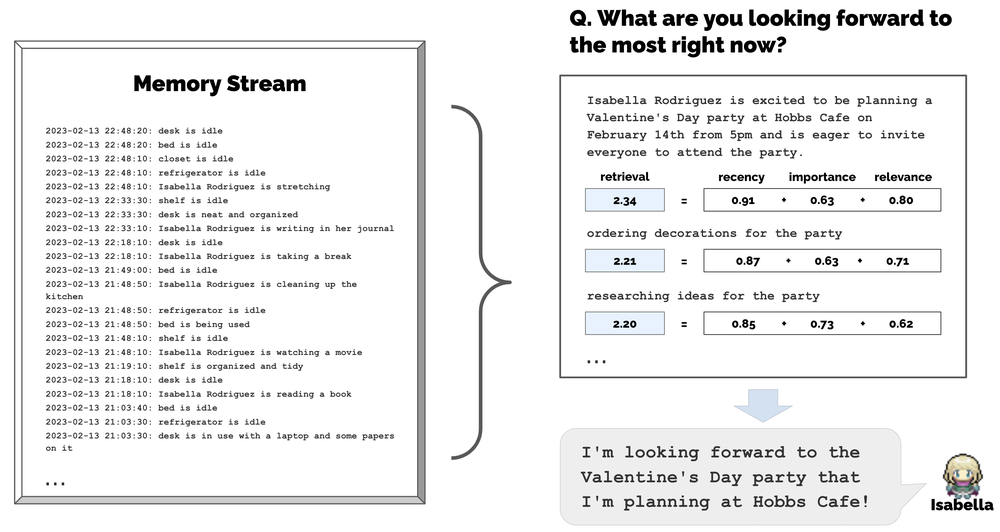 Memory Stream
2023-02-13 22:48:20: desk is idle
2023-02-13 22:48:20: bed is idle
2023-02-13 22:48:10: closet is idle
2023-02-13 22:48:10: refrigerator is idle
2023-02-13 22:48:10: Isabella Rodriguez is stretching
2023-02-13 22:33:30: shelf is idle
2023-02-13 22:33:30: desk is neat and organized
2023-02-13 22:33:10: Isabella Rodriguez is writing in her journal
2023-02-13 22:18:10: desk is idle
2023-02-13 22:18:10: Isabella Rodriguez is taking a break
2023-02-13 21:49:00: bed is idle
2023-02-13 21:48:50: Isabella Rodriguez is cleaning up the
kitchen
2023-02-13 21:48:50: refrigerator is idle
2023-02-13 21:48:50: bed is being used
2023-02-13 21:48:10: shelf is idle
2023-02-13 21:48:10: Isabella Rodriguez is watching a movie
2023-02-13 21:19:10: shelf is organized and tidy
2023-02-13 21:18:10: desk is idle
2023-02-13 21:18:10: Isabella Rodriguez is reading a book
2023-02-13 21:03:40: bed is idle
2023-02-13 21:03:30: refrigerator is idle
2023-02-13 21:03:30: desk is in use with a laptop and some papers
on it
...
Q. What are you looking forward to
the most right now?
Isabella Rodriguez is excited to be planning a
Valentine's Day party at Hobbs Cafe on
February 14th from 5pm and is eager to invite
everyone to attend the party.
retrieval recency importance relevance
2.34 = 0.91 + 0.63 + 0.80
ordering decorations for the party
2.21 = 0.87 + 0.63 + 0.71
researching ideas for the party
2.20 = 0.85 + 0.73 + 0.62
...
I'm looking forward to the
Valentine's Day party that
I'm planning at Hobbs Cafe!
Isabella